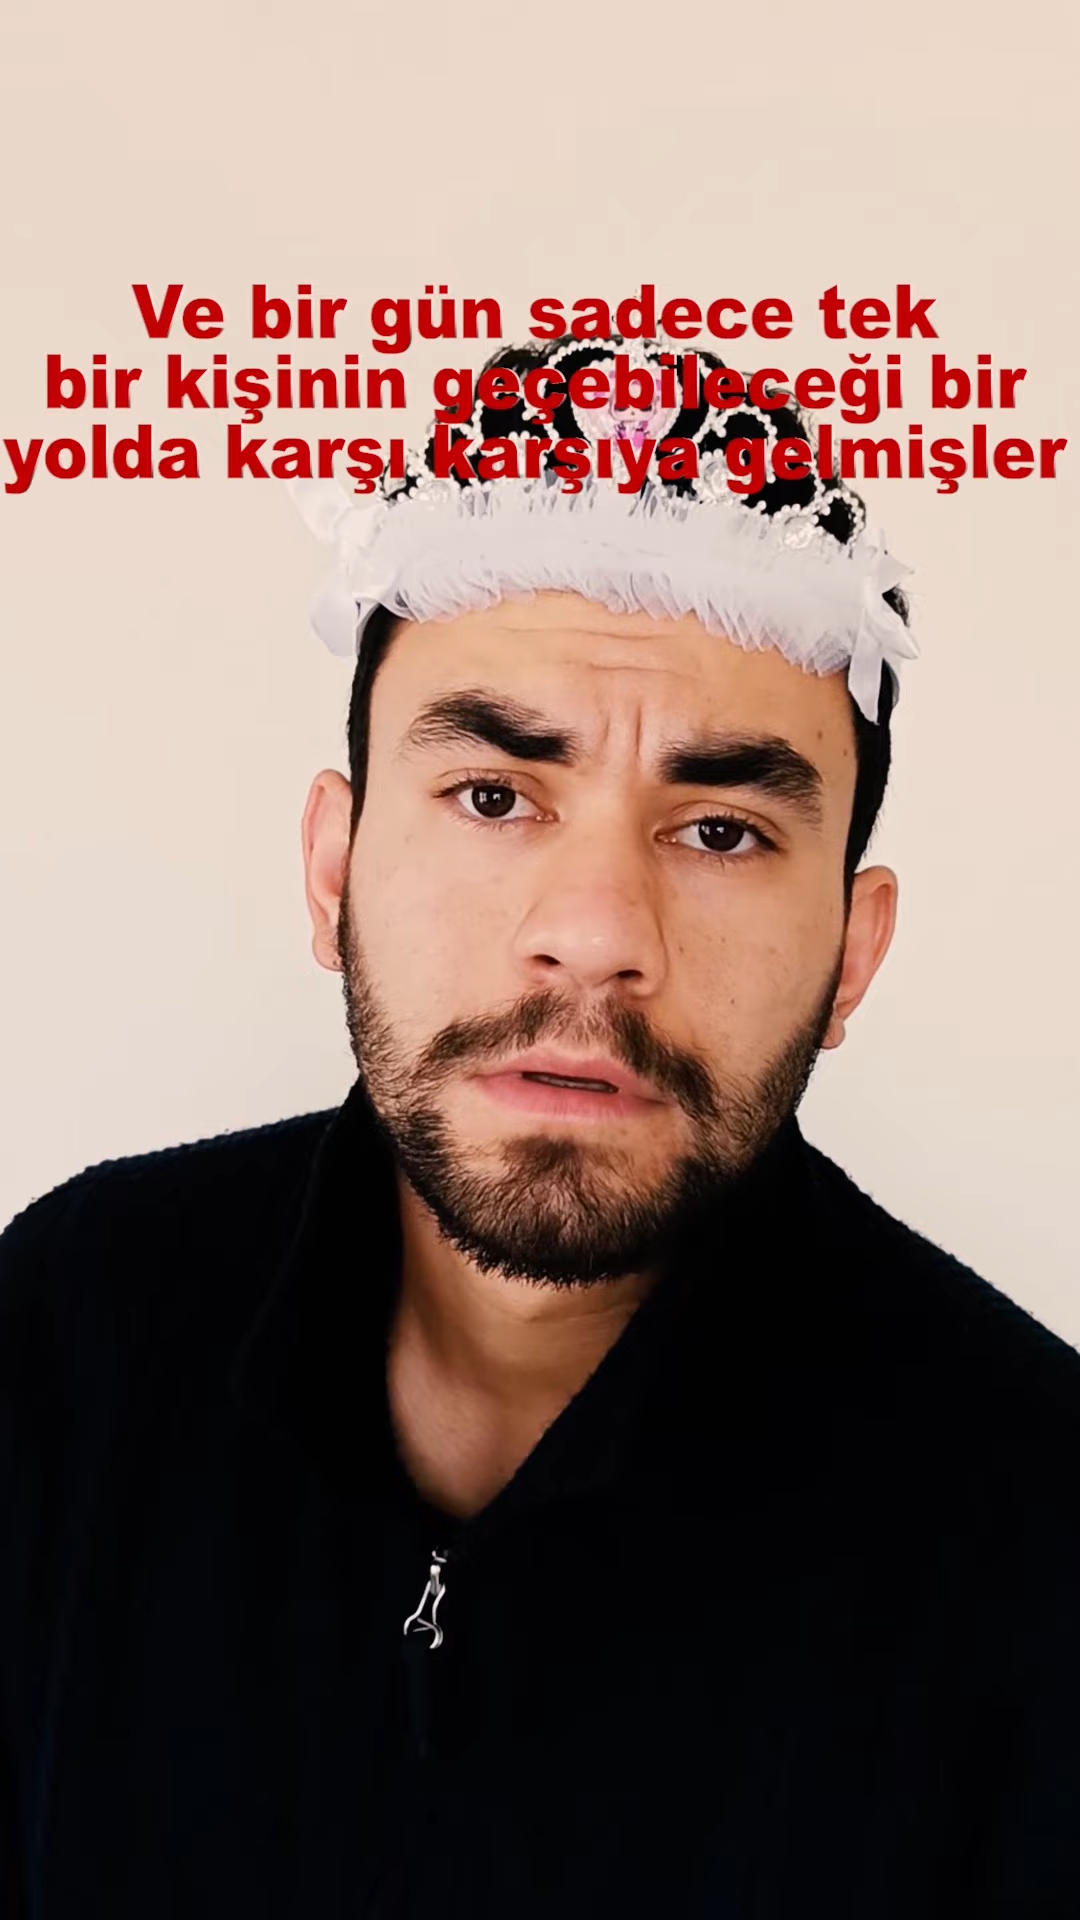 Ve bir gün sadece tek
bir kişinin geçebileceği bir
yolda karşı karşıya gelmişler